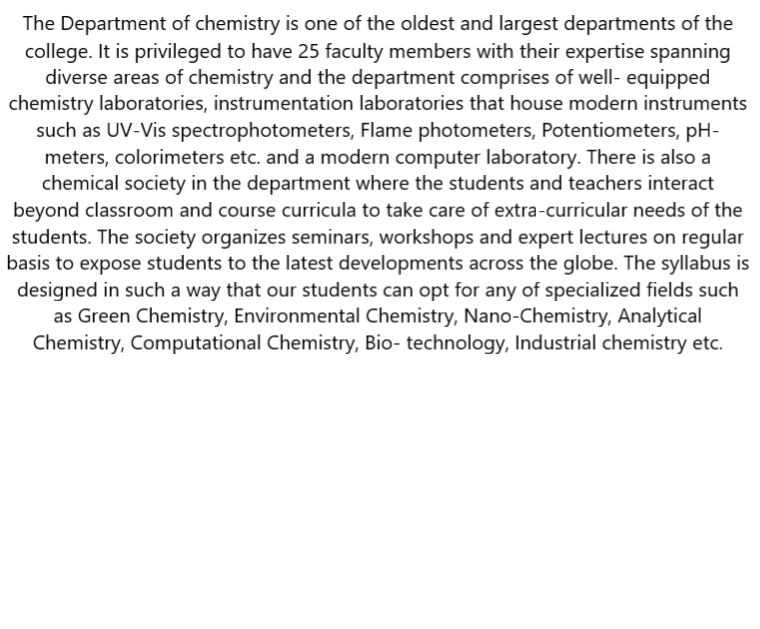 The Department of chemistry is one of the oldest and largest departments of the
college. It is privileged to have 25 faculty members with their expertise spanning
diverse areas of chemistry and the department comprises of well- equipped
chemistry laboratories, instrumentation laboratories that house modern instruments
such as UV-Vis spectrophotometers, Flame photometers, Potentiometers, pH-
meters, colorimeters etc. and a modern computer laboratory. There is also a
chemical society in the department where the students and teachers interact
beyond classroom and course curricula to take care of extra-curricular needs of the
students. The society organizes seminars, workshops and expert lectures on regular
basis to expose students to the latest developments across the globe. The syllabus is
designed in such a way that our students can opt for any of specialized fields such
as Green Chemistry, Environmental Chemistry, Nano-Chemistry, Analytical
Chemistry, Computational Chemistry, Bio- technology, Industrial chemistry etc.